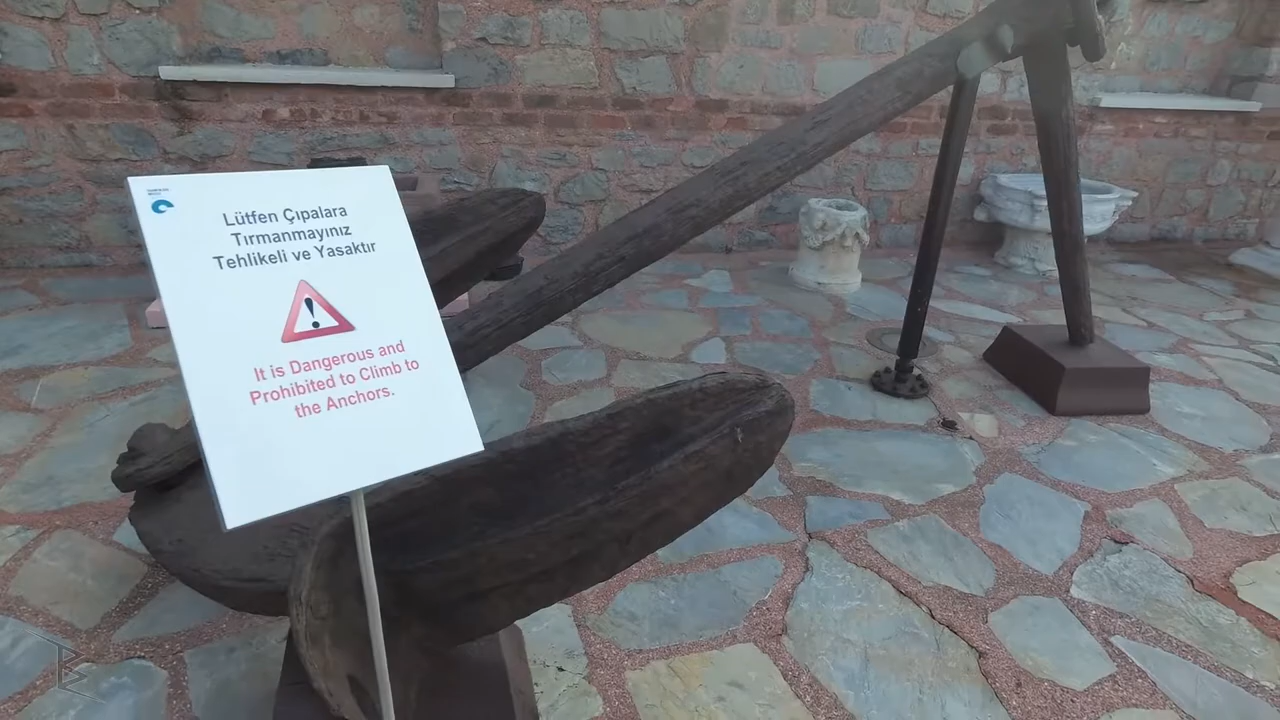 Lütfen Çıpalara
Tırmanmayınız
Tehlikeli ve Yasaktır
It is Dangerous and
Prohibited to Climb to
the Anchors.